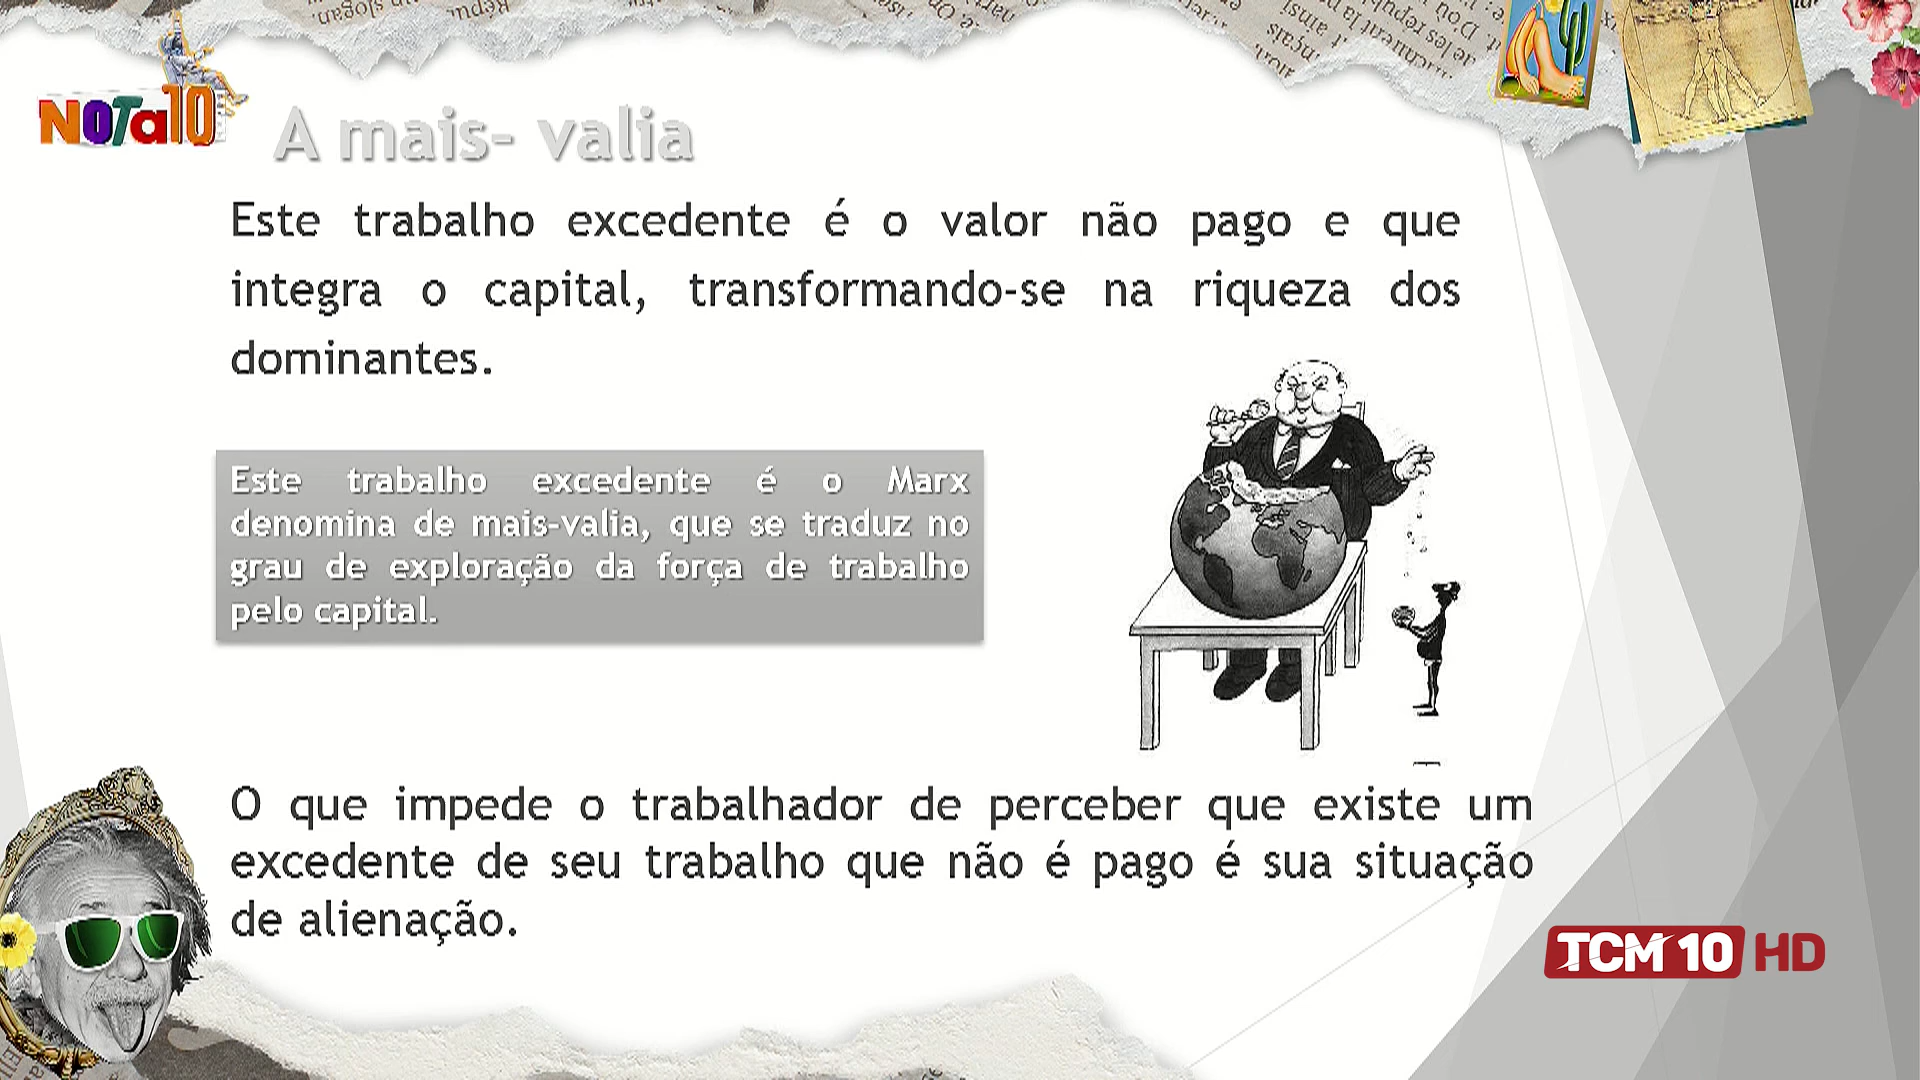 NOTa10
A mais- valia
Este trabalho excedente é o valor não pago e que
integra o capital, transformando-se na riqueza dos
dominantes.
Este trabalho excedente é o Marx
denomina de mais-valia, que se traduz no
grau de exploração da força de trabalho
pelo capital.
O que impede o trabalhador de perceber que existe um
excedente de seu trabalho que não é pago é sua situação
de alienação.
TCM 10 HD